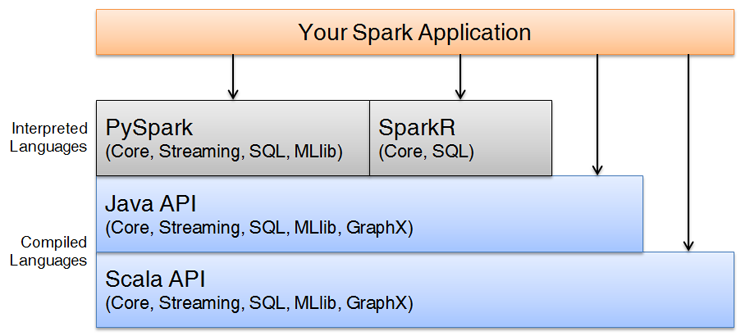 Your Spark Application
Interpreted
Languages
PySpark
(Core, Streaming, SQL, MLlib)
SparkR
(Core, SQL)
Compiled
Languages
Java API
(Core, Streaming, SQL, MLlib, GraphX)
Scala API
(Core, Streaming, SQL, MLlib, GraphX)